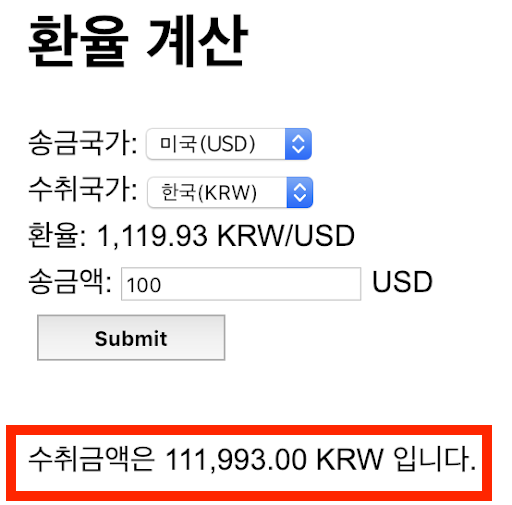 환율 계산
송금국가: 미국(USD)
수취국가: 한국(KRW)
환율: 1,119.93 KRW/USD
송금액: 100 USD
Submit
수취금액은 111,993.00 KRW 입니다.